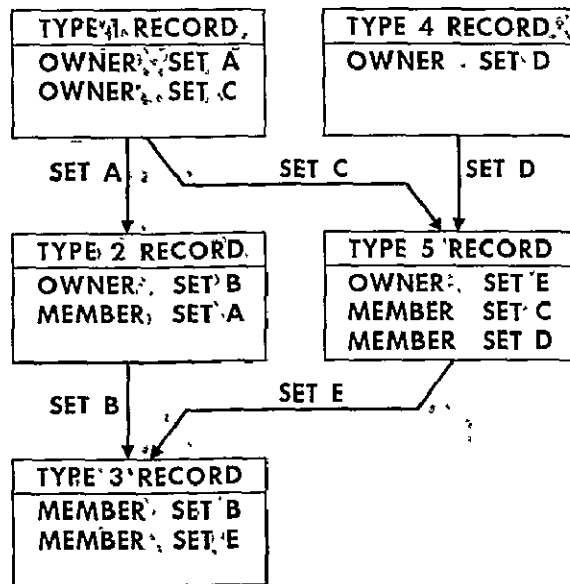 TYPE 1 RECORD
OWNER SET A
OWNER SET C
TYPE 4 RECORD
OWNER SET D
SET A
SET C
SET D
TYPE 2 RECORD
OWNER SET B
MEMBER SET A
TYPE 5 RECORD
OWNER SET E
MEMBER SET C
MEMBER SET D
SET B
SET E
TYPE 3 RECORD
MEMBER SET B
MEMBER SET E